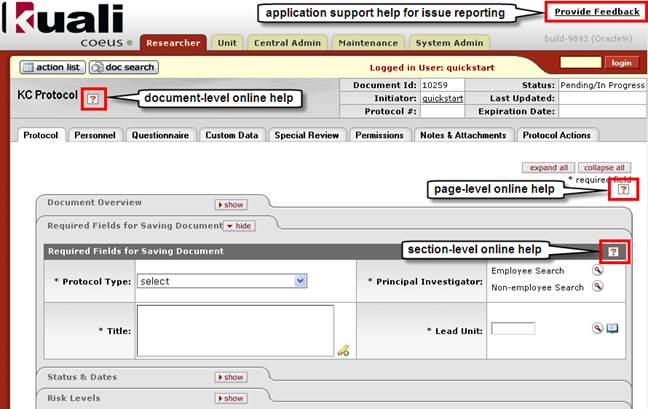 kuali
coeus ®
application support help for issue reporting
Provide Feedback
Researcher Unit Central Admin Maintenance System Admin
build-9893 (Oracle9i)
action list doc search
Logged in User: quickstart
login
KC Protocol ?
document-level online help
Document Id: 10259 Status: Pending/In Progress
Initiator: quickstart Last Updated:
Protocol #: Expiration Date:
Protocol Personnel Questionnaire Custom Data Special Review Permissions Notes & Attachments Protocol Actions
expand all collapse all
* required field
page-level online help ?
Document Overview show
Required Fields for Saving Document hide
section-level online help
Required Fields for Saving Document ?
* Protocol Type: select
* Principal Investigator: Employee Search
Non-employee Search
* Title:
* Lead Unit:
Status & Dates show
Risk Levels show